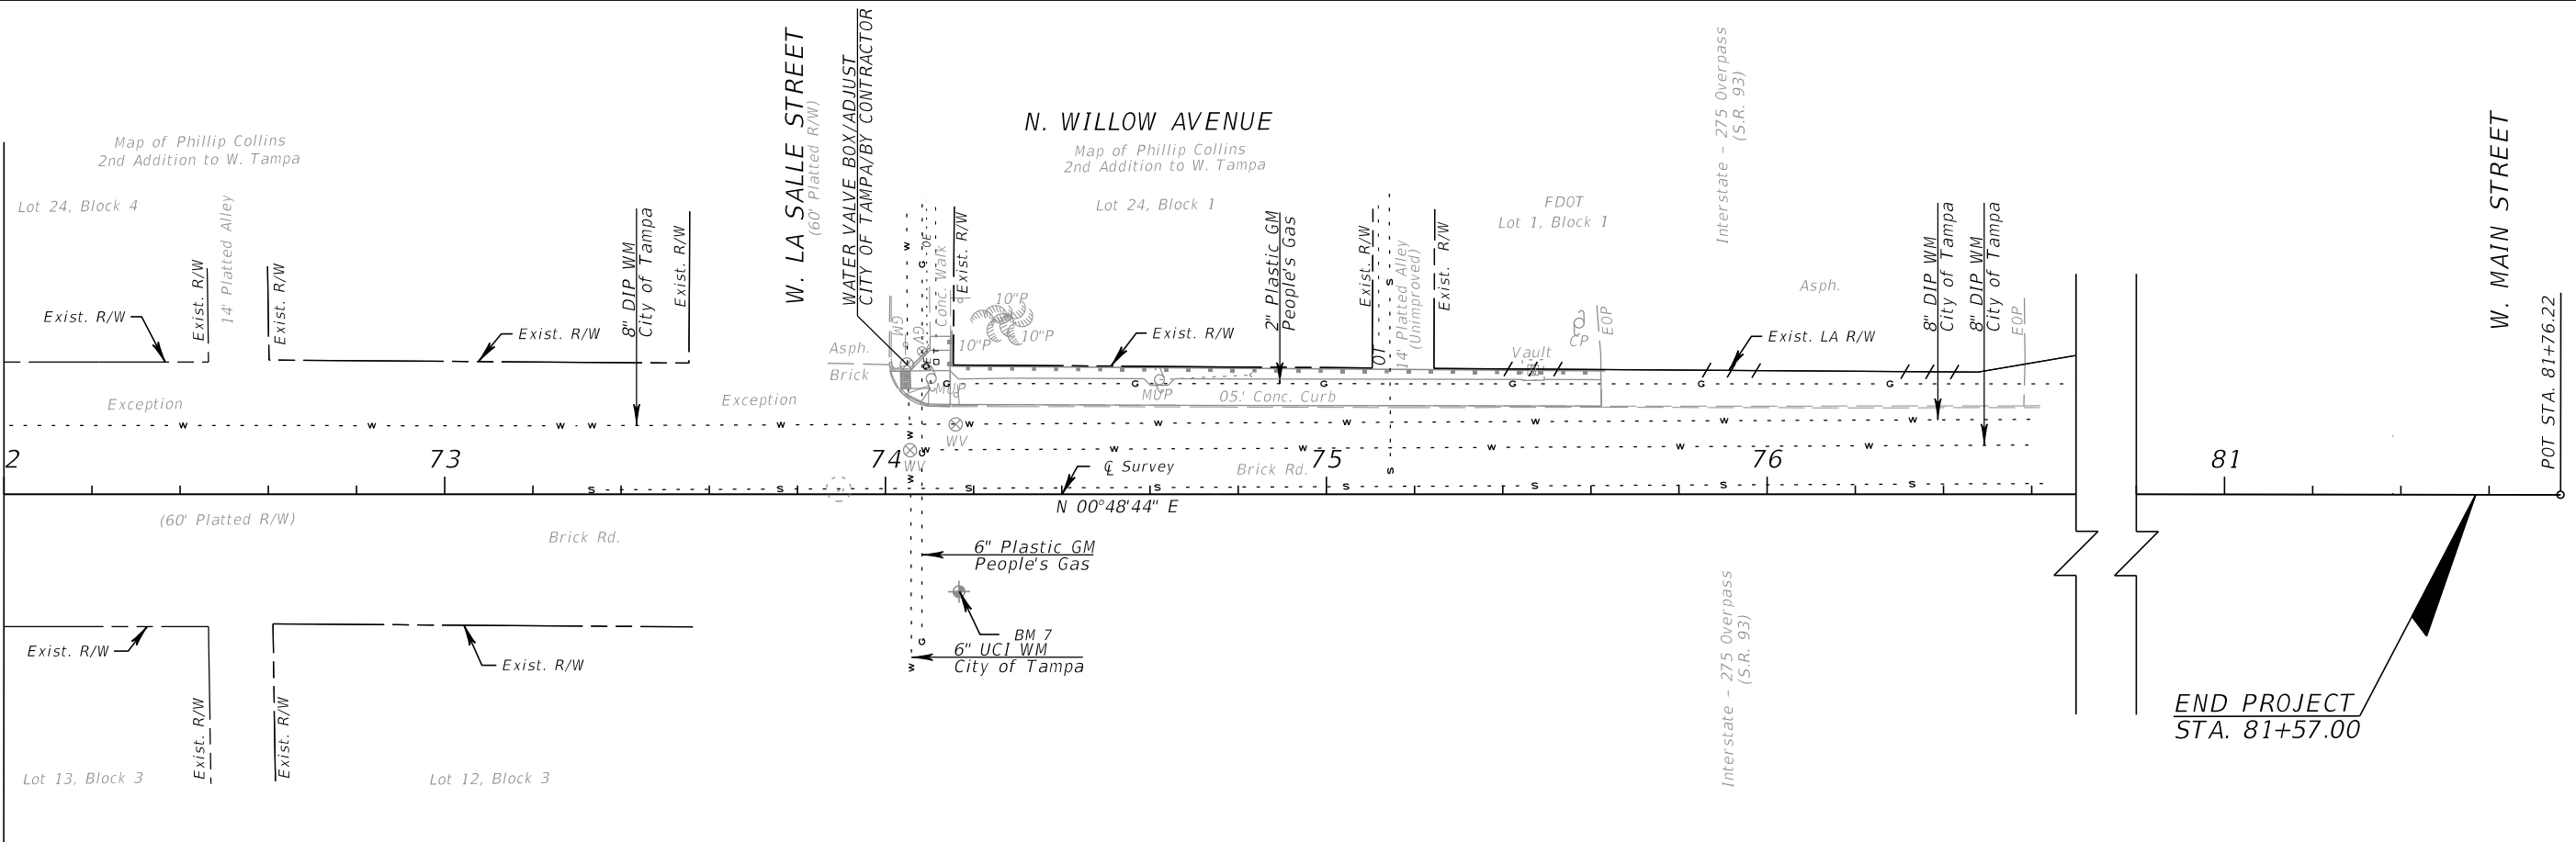 Map of Phillip Collins
2nd Addition to W. Tampa
Lot 24, Block 4
14' Platted Alley
Exist. R/W
Exist. R/W
Exist. R/W
Exist. R/W
8" DIP WM
City of Tampa
Exist. R/W
W. LA SALLE STREET
(60' Platted R/W)
WATER VALVE BOX/ADJUST
CITY OF TAMPA/BY CONTRACTOR
N. WILLOW AVENUE
Map of Phillip Collins
2nd Addition to W. Tampa
Lot 24, Block 1
OE
Conc. Walk
Exist. R/W
10"P
10"P
10"P
GM
Exist. R/W
2" Plastic GM
People's Gas
Exist. R/W
OT
14' Platted Alley
(Unimproved)
Exist. R/W
FDOT
Lot 1, Block 1
Interstate - 275 Overpass
(S.R. 93)
Asph.
CP
EOP
Vault
Exist. LA R/W
8" DIP WM
City of Tampa
8" DIP WM
City of Tampa
EOP
W. MAIN STREET
POT STA. 81+76.22
Asph.
Brick
MUP
MUP
05.' Conc. Curb
Exception
Exception
WV
WV
2
73
74
75
76
81
Brick Rd.
℄ Survey
N 00°48'44" E
(60' Platted R/W)
Brick Rd.
6" Plastic GM
People's Gas
BM 7
6" UCI WM
City of Tampa
Exist. R/W
Exist. R/W
Exist. R/W
Exist. R/W
Lot 13, Block 3
Lot 12, Block 3
Interstate - 275 Overpass
(S.R. 93)
END PROJECT
STA. 81+57.00